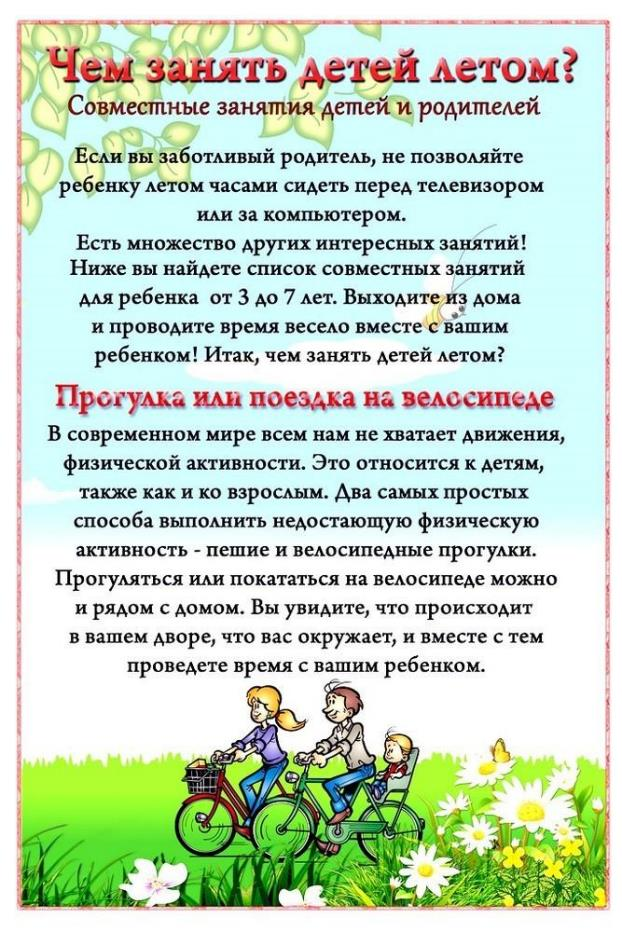 Чем занять детей летом?
Совместные занятия детей и родителей
Если вы заботливый родитель, не позволяйте
ребенку летом часами сидеть перед телевизором
или за компьютером.
Есть множество других интересных занятий!
Ниже вы найдете список совместных занятий
для ребенка от 3 до 7 лет. Выходите из дома
и проводите время весело вместе с вашим
ребенком! Итак, чем занять детей летом?
Прогулка или поездка на велосипеде
В современном мире всем нам не хватает движения,
физической активности. Это относится к детям,
также как и ко взрослым. Два самых простых
способа выполнить недостающую физическую
активность - пешие и велосипедные прогулки.
Прогуляться или покататься на велосипеде можно
и рядом с домом. Вы увидите, что происходит
в вашем дворе, что вас окружает, и вместе с тем
проведете время с вашим ребенком.